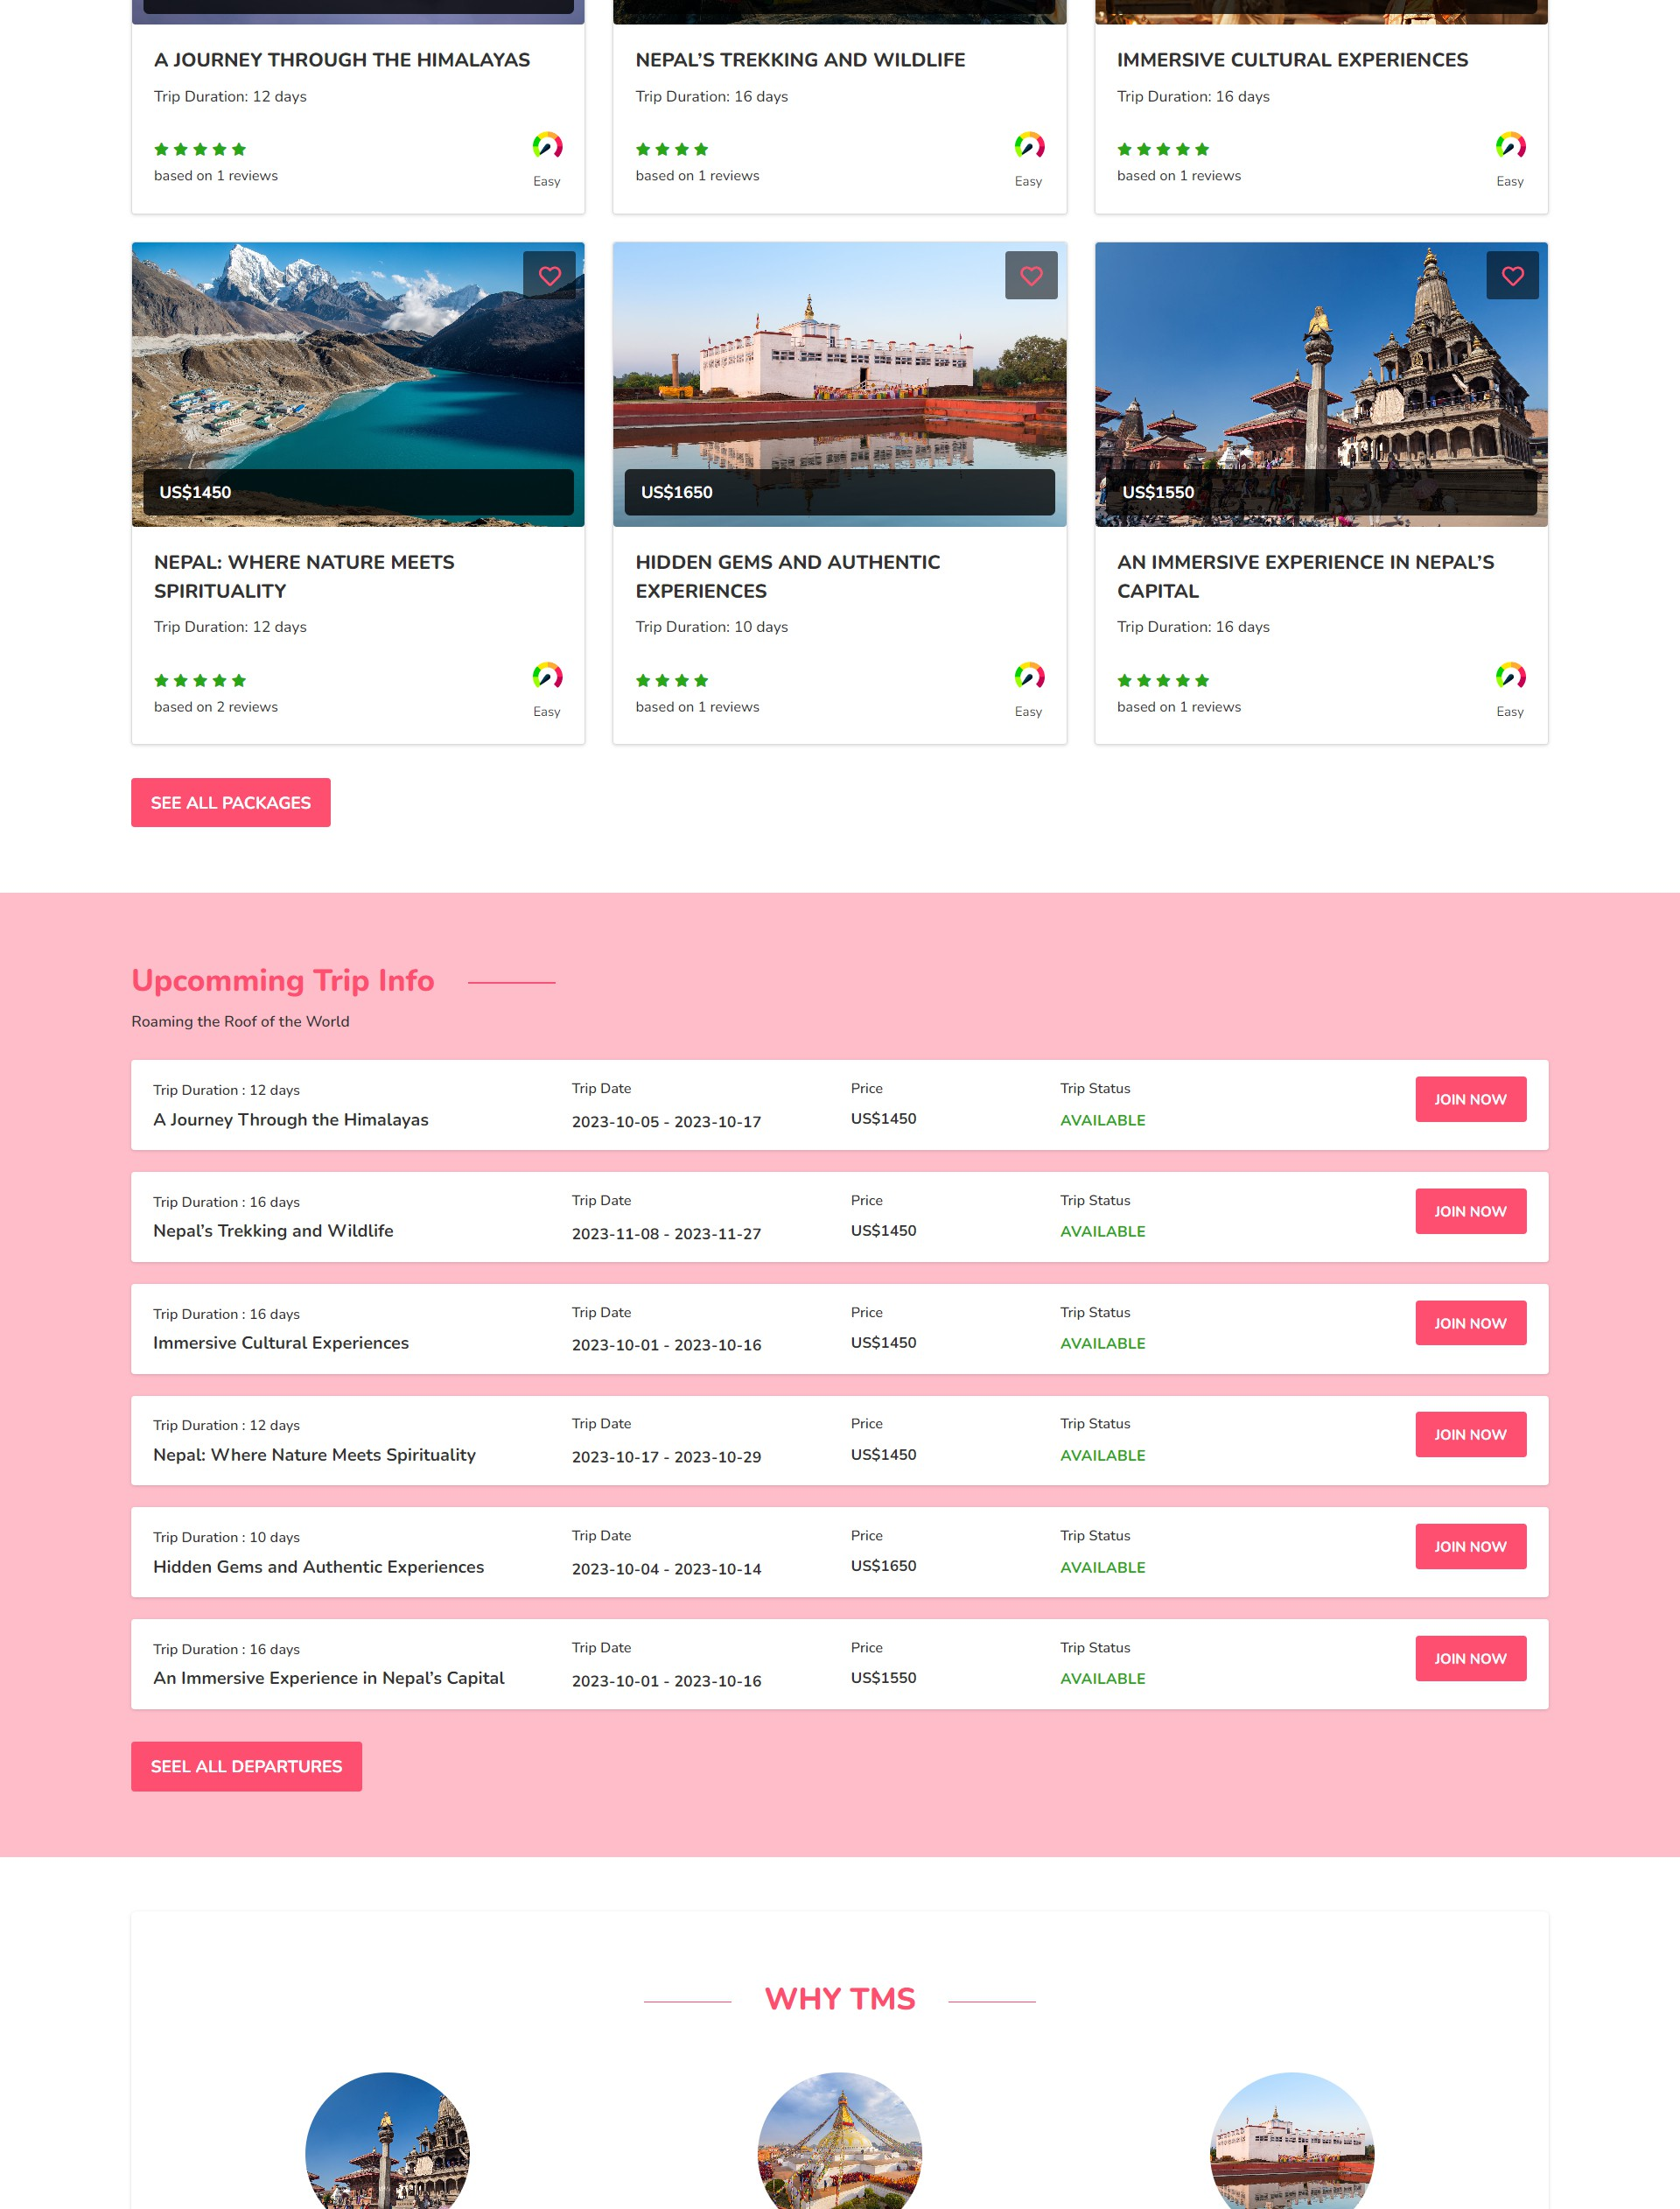 A JOURNEY THROUGH THE HIMALAYAS
Trip Duration: 12 days
based on 1 reviews
Easy
NEPAL’S TREKKING AND WILDLIFE
Trip Duration: 16 days
based on 1 reviews
Easy
IMMERSIVE CULTURAL EXPERIENCES
Trip Duration: 16 days
based on 1 reviews
Easy
US$1450
NEPAL: WHERE NATURE MEETS
SPIRITUALITY
Trip Duration: 12 days
based on 2 reviews
Easy
US$1650
HIDDEN GEMS AND AUTHENTIC
EXPERIENCES
Trip Duration: 10 days
based on 1 reviews
Easy
US$1550
AN IMMERSIVE EXPERIENCE IN NEPAL’S
CAPITAL
Trip Duration: 16 days
based on 1 reviews
Easy
SEE ALL PACKAGES
Upcomming Trip Info
Roaming the Roof of the World
Trip Duration : 12 days
A Journey Through the Himalayas
Trip Date
2023-10-05 - 2023-10-17
Price
US$1450
Trip Status
AVAILABLE
JOIN NOW
Trip Duration : 16 days
Nepal’s Trekking and Wildlife
Trip Date
2023-11-08 - 2023-11-27
Price
US$1450
Trip Status
AVAILABLE
JOIN NOW
Trip Duration : 16 days
Immersive Cultural Experiences
Trip Date
2023-10-01 - 2023-10-16
Price
US$1450
Trip Status
AVAILABLE
JOIN NOW
Trip Duration : 12 days
Nepal: Where Nature Meets Spirituality
Trip Date
2023-10-17 - 2023-10-29
Price
US$1450
Trip Status
AVAILABLE
JOIN NOW
Trip Duration : 10 days
Hidden Gems and Authentic Experiences
Trip Date
2023-10-04 - 2023-10-14
Price
US$1650
Trip Status
AVAILABLE
JOIN NOW
Trip Duration : 16 days
An Immersive Experience in Nepal’s Capital
Trip Date
2023-10-01 - 2023-10-16
Price
US$1550
Trip Status
AVAILABLE
JOIN NOW
SEEL ALL DEPARTURES
WHY TMS